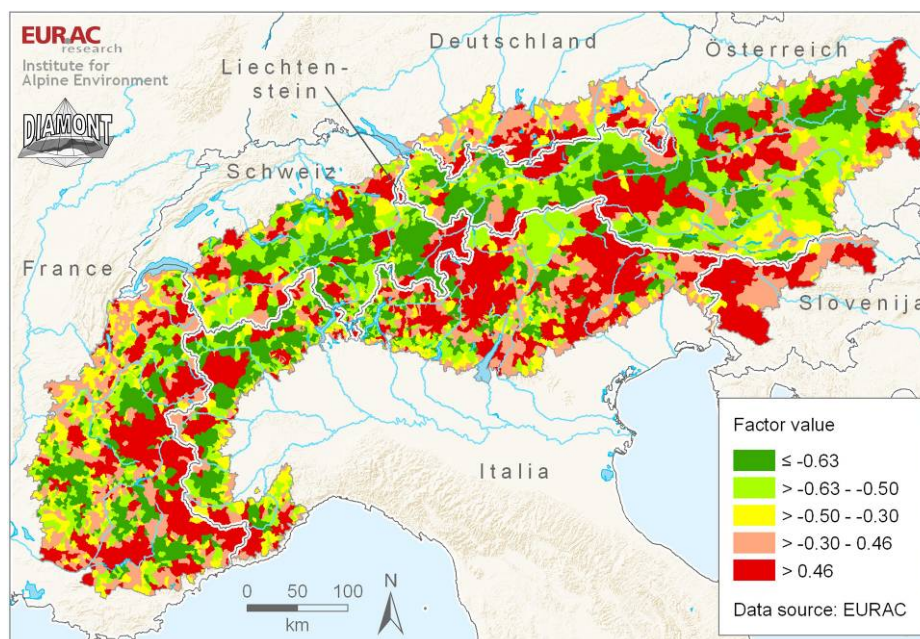 EURAC
research
Institute for
Alpine Environment
DIAMONT
Deutschland
Österreich
Liechten-
stein
Schweiz
France
Slovenija
Italia
Factor value
≤ -0.63
> -0.63 - -0.50
> -0.50 - -0.30
> -0.30 - 0.46
> 0.46
Data source: EURAC
0 50 100
km
N